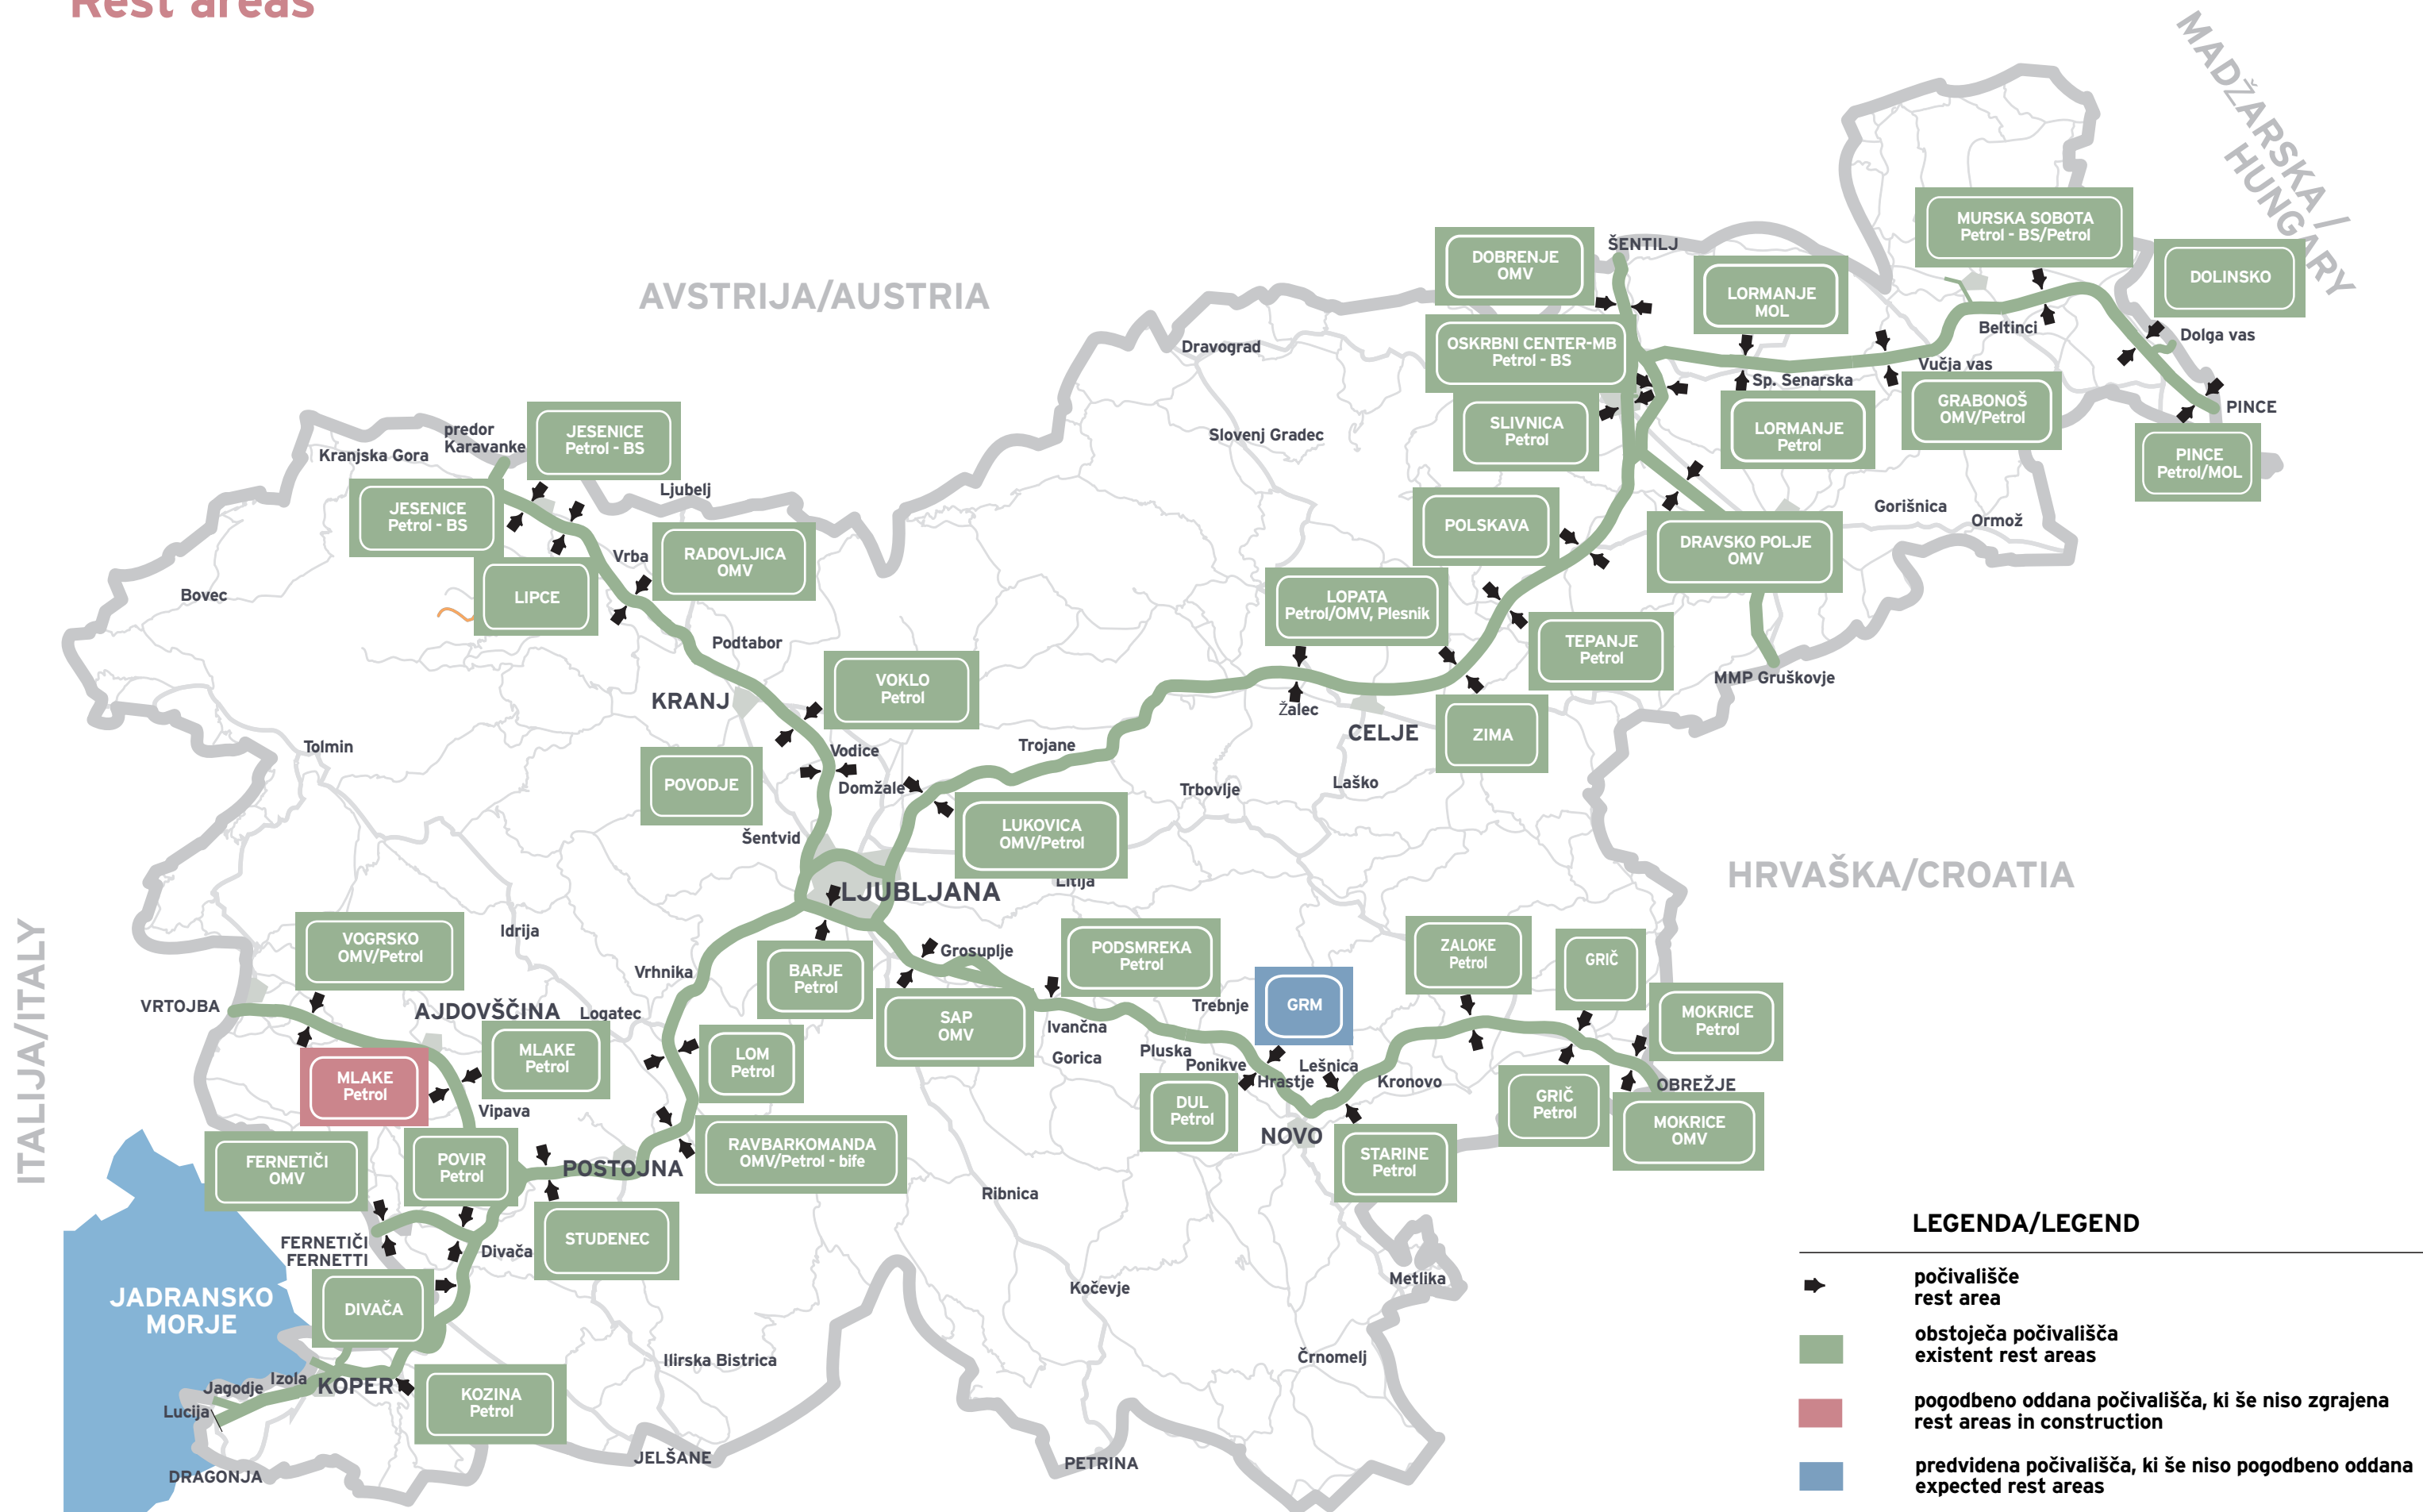 Rest areas
MADŽARSKA /
HUNGARY
AVSTRIJA/AUSTRIA
HRVAŠKA/CROATIA
ITALIJA/ITALY
JADRANSKO
MORJE
MURSKA SOBOTA
Petrol - BS/Petrol
DOLINSKO
DOBRENJE
OMV
ŠENTILJ
LORMANJE
MOL
OSKRBNI CENTER-MB
Petrol - BS
Beltinci
Dolga vas
Vučja vas
Sp. Senarska
SLIVNICA
Petrol
LORMANJE
Petrol
GRABONOŠ
OMV/Petrol
PINCE
PINCE
Petrol/MOL
Dravograd
Slovenj Gradec
predor
Karavanke
Kranjska Gora
JESENICE
Petrol - BS
JESENICE
Petrol - BS
Ljubelj
Vrba
RADOVLJICA
OMV
LIPCE
Bovec
POLSKAVA
Gorišnica
Ormož
DRAVSKO POLJE
OMV
LOPATA
Petrol/OMV, Plesnik
TEPANJE
Petrol
MMP Gruškovje
Podtabor
KRANJ
VOKLO
Petrol
Žalec
CELJE
ZIMA
Tolmin
Vodice
Trojane
POVODJE
Domžale
Trbovlje
Laško
Šentvid
LUKOVICA
OMV/Petrol
Litija
LJUBLJANA
VOGRSKO
OMV/Petrol
Idrija
Vrhnika
BARJE
Petrol
Grosuplje
PODSMREKA
Petrol
ZALOKE
Petrol
GRIČ
VRTOJBA
AJDOVŠČINA
Logatec
SAP
OMV
Ivančna
Gorica
Trebnje
GRM
MOKRICE
Petrol
MLAKE
Petrol
MLAKE
Petrol
LOM
Petrol
Pluska
Ponikve
Hrastje
Lešnica
Kronovo
OBREŽJE
Vipava
DUL
Petrol
NOVO
GRIČ
Petrol
MOKRICE
OMV
FERNETIČI
OMV
POVIR
Petrol
POSTOJNA
RAVBARKOMANDA
OMV/Petrol - bife
STARINE
Petrol
Ribnica
FERNETIČI
FERNETTI
Divača
STUDENEC
DIVAČA
Kočevje
Metlika
Ilirska Bistrica
Črnomelj
Jagodje
Izola
KOPER
Lucija
KOZINA
Petrol
DRAGONJA
JELŠANE
PETRINA
LEGENDA/LEGEND
počivališče
rest area
obstoječa počivališča
existent rest areas
pogodbeno oddana počivališča, ki še niso zgrajena
rest areas in construction
predvidena počivališča, ki še niso pogodbeno oddana
expected rest areas